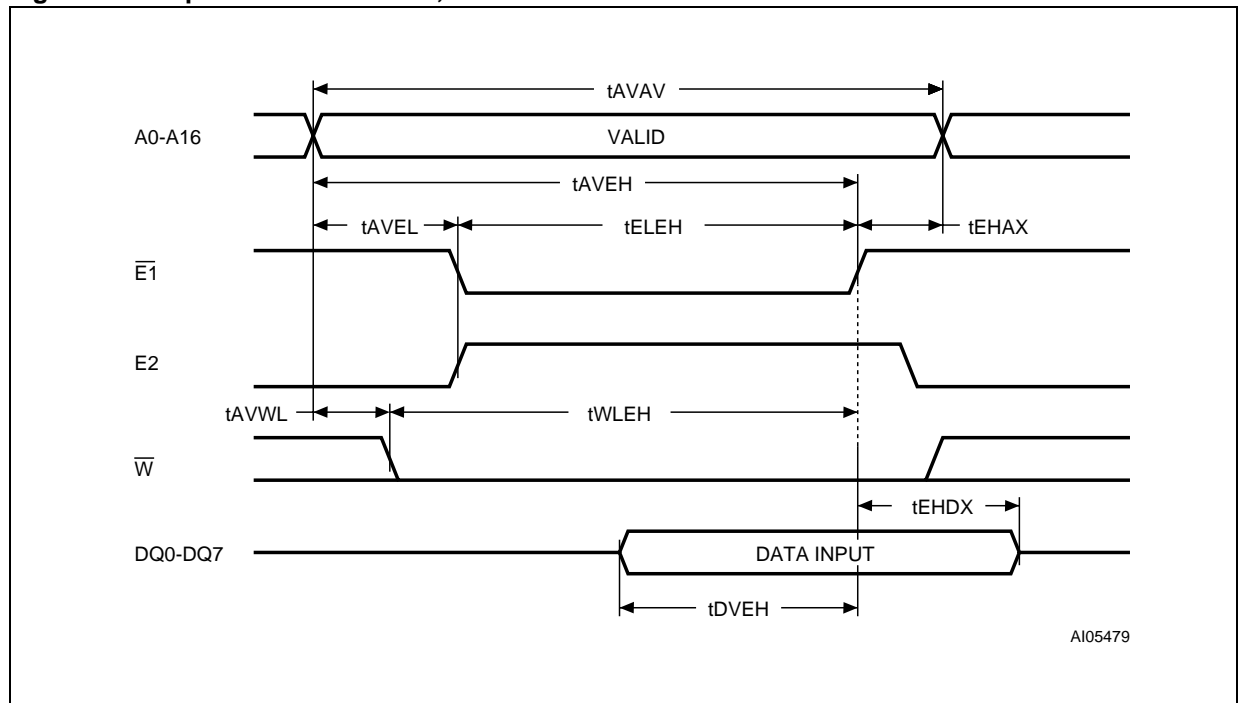 tAVAV
A0-A16
VALID
tAVEH
tAVEL
tELEH
tEHAX
E1
E2
tAVWL
tWLEH
W
tEHDX
DQ0-DQ7
DATA INPUT
tDVEH
AI05479